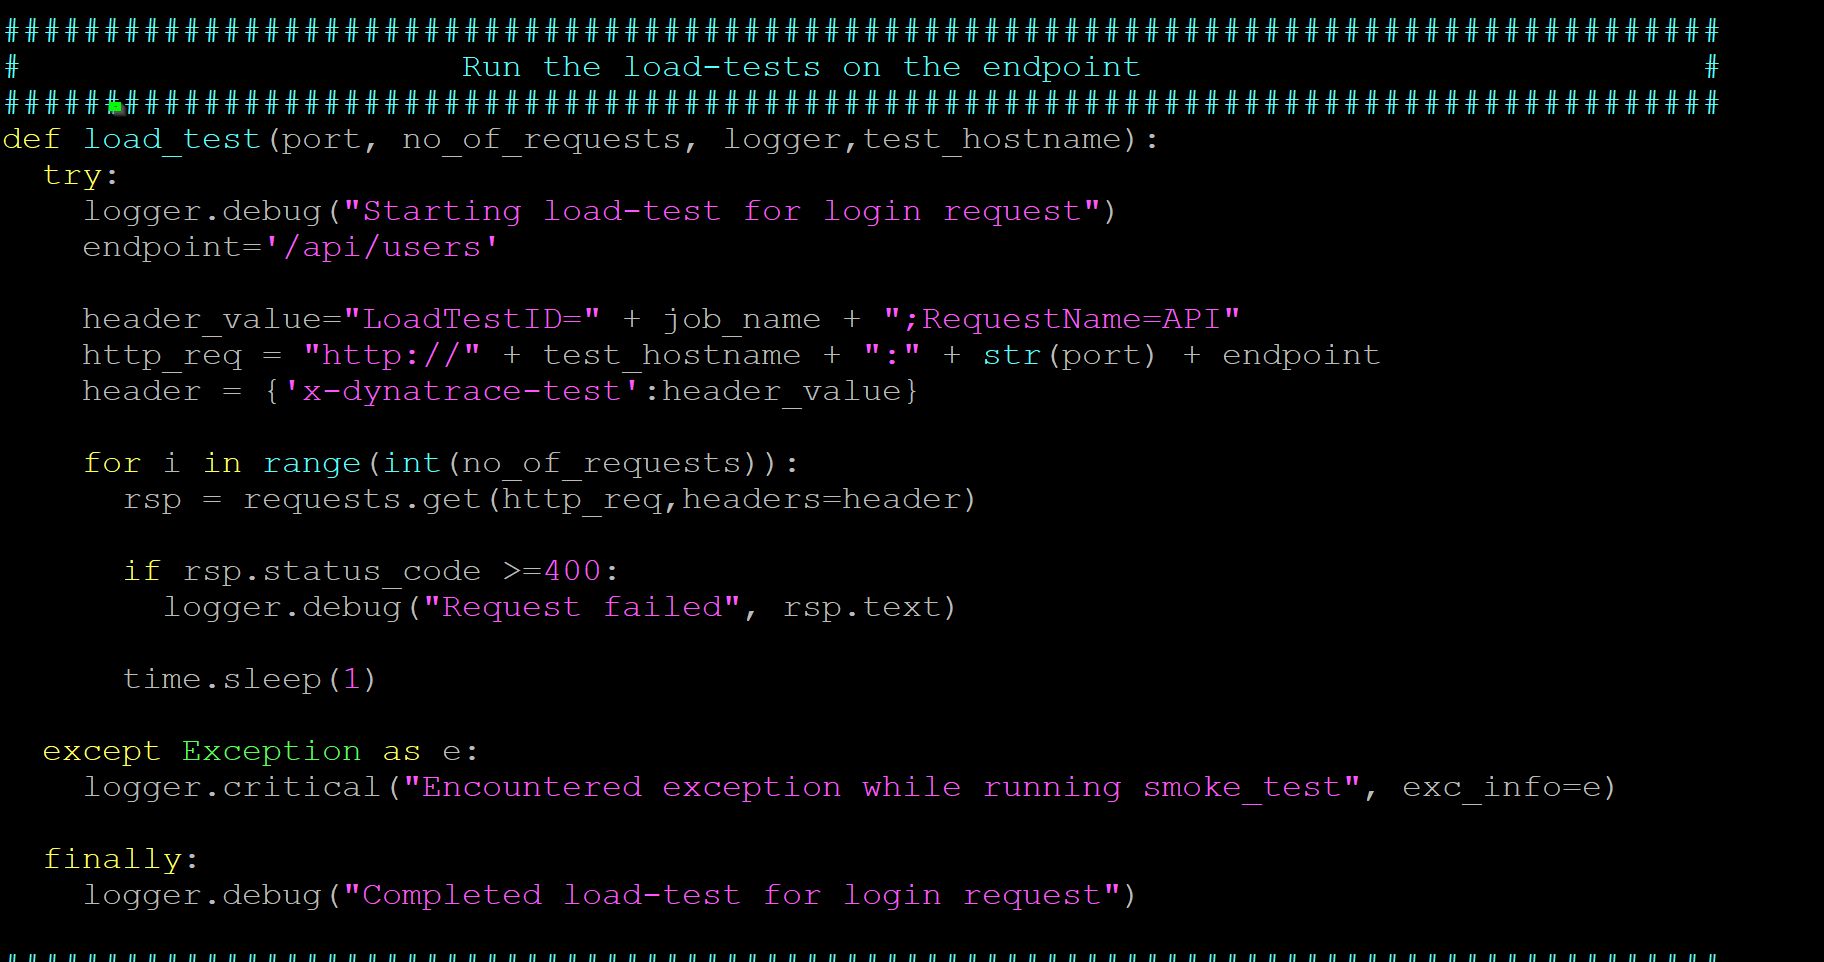 ######################################################################################
#                      Run the load-tests on the endpoint                            #
######################################################################################
def load_test(port, no_of_requests, logger,test_hostname):
  try:
    logger.debug("Starting load-test for login request")
    endpoint='/api/users'

    header_value="LoadTestID=" + job_name + ";RequestName=API"
    http_req = "http://" + test_hostname + ":" + str(port) + endpoint
    header = {'x-dynatrace-test':header_value}

    for i in range(int(no_of_requests)):
      rsp = requests.get(http_req,headers=header)

      if rsp.status_code >=400:
        logger.debug("Request failed", rsp.text)

      time.sleep(1)

  except Exception as e:
    logger.critical("Encountered exception while running smoke_test", exc_info=e)

  finally:
    logger.debug("Completed load-test for login request")

######################################################################################